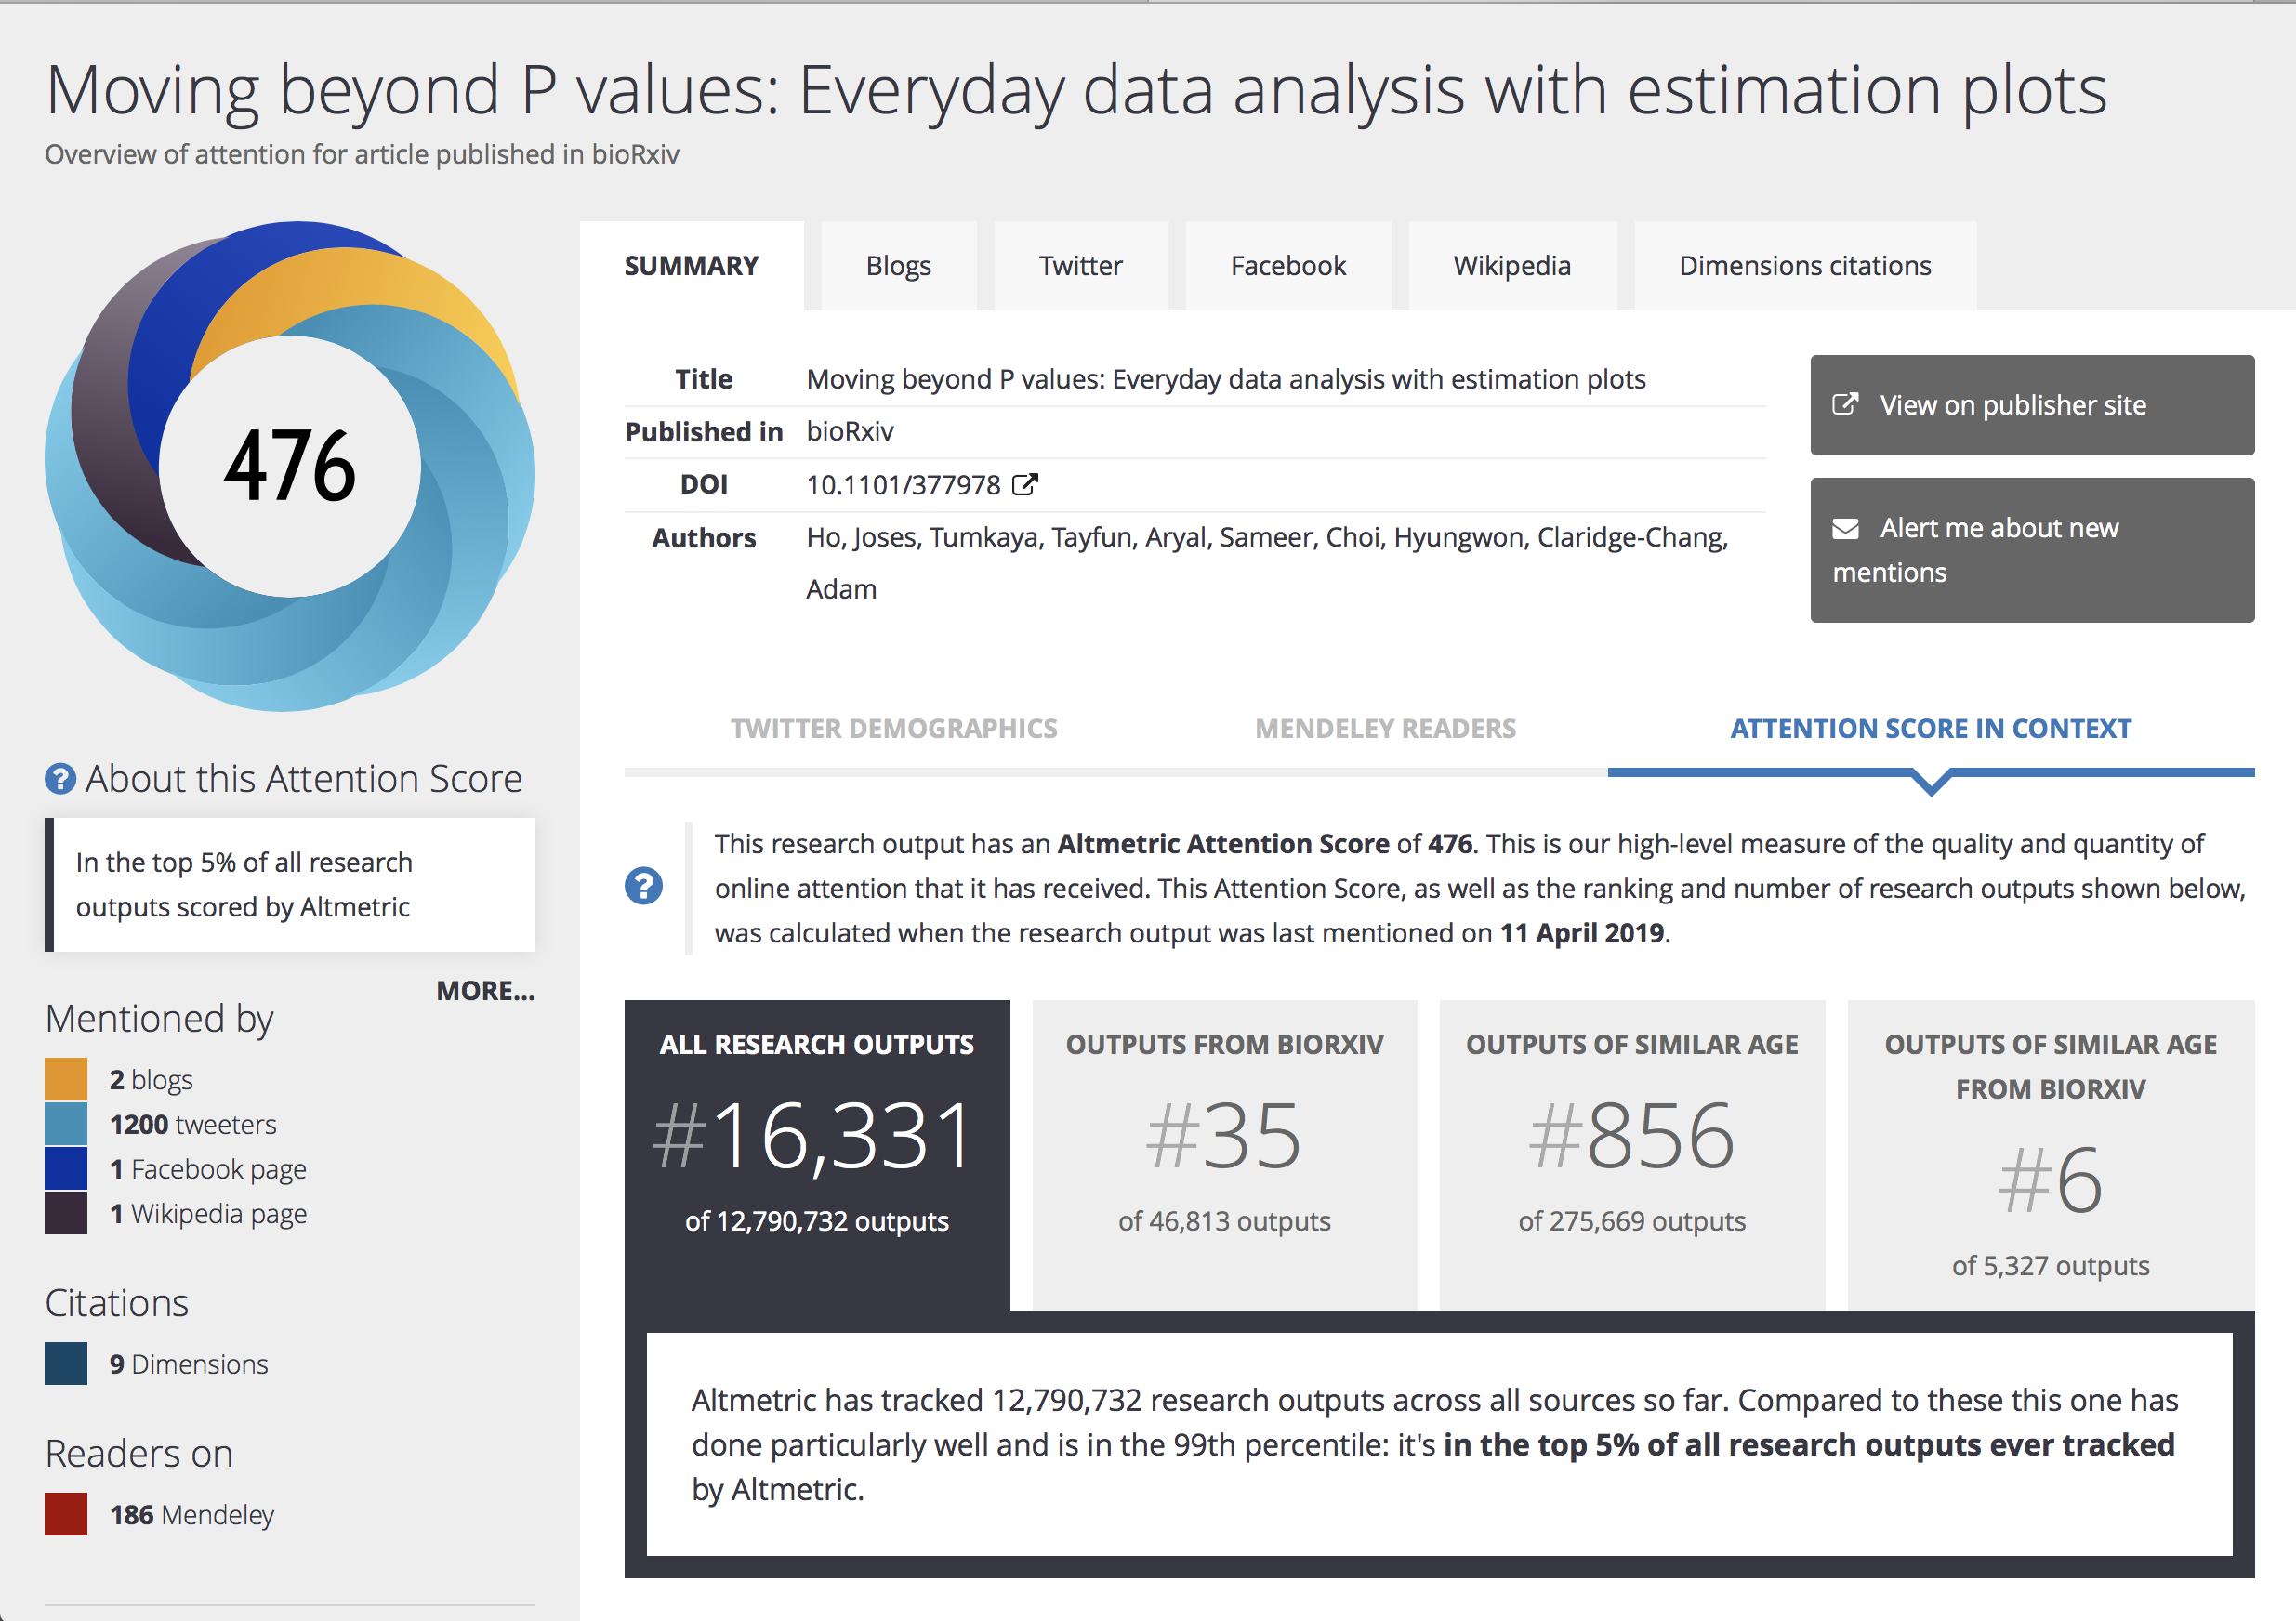 Moving beyond P values: Everyday data analysis with estimation plots
Overview of attention for article published in bioRxiv
476
SUMMARY
Blogs
Twitter
Facebook
Wikipedia
Dimensions citations
Title Moving beyond P values: Everyday data analysis with estimation plots
Published in bioRxiv
DOI 10.1101/377978
Authors Ho, Joses, Tumkaya, Tayfun, Aryal, Sameer, Choi, Hyungwon, Claridge-Chang,
Adam
View on publisher site
Alert me about new
mentions
? About this Attention Score
In the top 5% of all research
outputs scored by Altmetric
MORE...
Mentioned by
2 blogs
1200 tweeters
1 Facebook page
1 Wikipedia page
Citations
9 Dimensions
Readers on
186 Mendeley
TWITTER DEMOGRAPHICS
MENDELEY READERS
ATTENTION SCORE IN CONTEXT
?
This research output has an Altmetric Attention Score of 476. This is our high-level measure of the quality and quantity of
online attention that it has received. This Attention Score, as well as the ranking and number of research outputs shown below,
was calculated when the research output was last mentioned on 11 April 2019.
ALL RESEARCH OUTPUTS
#16,331
of 12,790,732 outputs
OUTPUTS FROM BIORXIV
#35
of 46,813 outputs
OUTPUTS OF SIMILAR AGE
#856
of 275,669 outputs
OUTPUTS OF SIMILAR AGE
FROM BIORXIV
#6
of 5,327 outputs
Altmetric has tracked 12,790,732 research outputs across all sources so far. Compared to these this one has
done particularly well and is in the 99th percentile: it's in the top 5% of all research outputs ever tracked
by Altmetric.